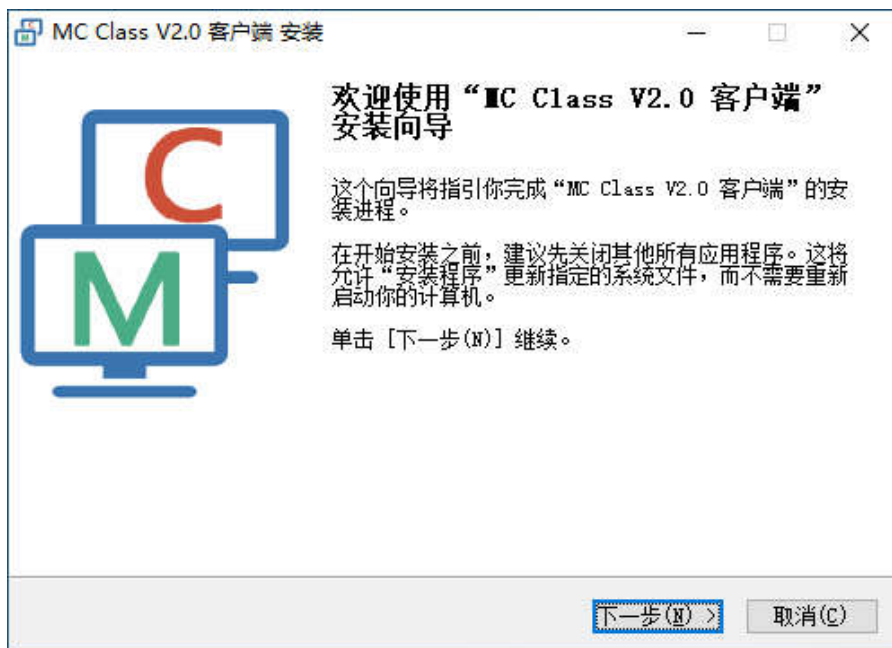 MC Class V2.0 客户端 安装
欢迎使用“MC Class V2.0 客户端”
安装向导
这个向导将指引你完成“MC Class V2.0 客户端”的安
装进程。
在开始安装之前，建议先关闭其他所有应用程序。这将
允许“安装程序”更新指定的系统文件，而不需要重新
启动你的计算机。
单击 [下一步(N)] 继续。
C
M
下一步(N) >
取消(C)